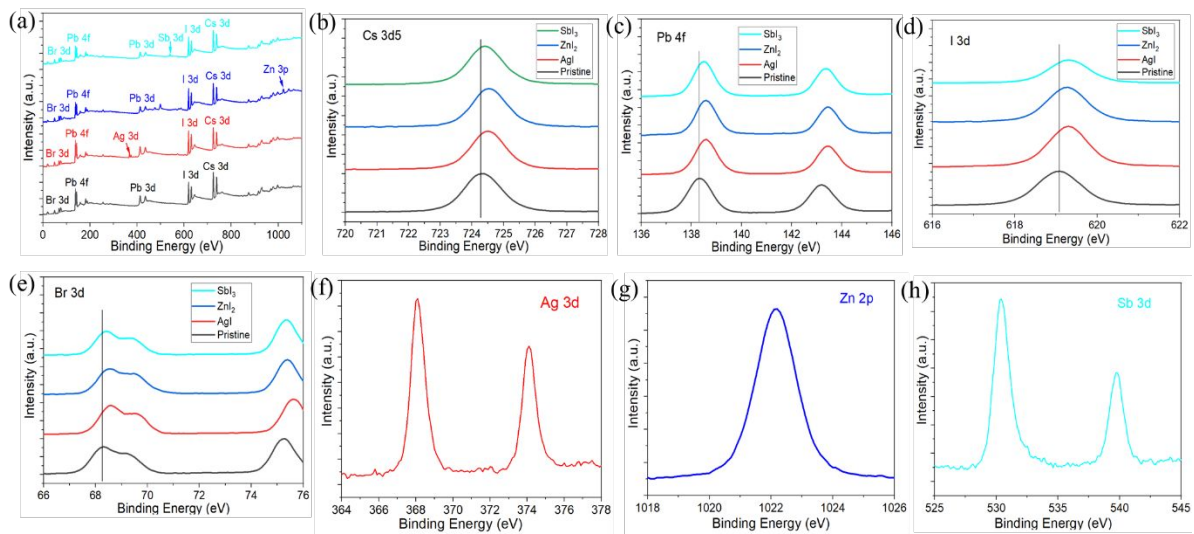 (a)
Pb 4f
Br 3d
Pb 3d
Sb 3d
I 3d
Cs 3d
Pb 4f
Br 3d
Pb 3d
I 3d
Cs 3d
Zn 3p
Pb 4f
Br 3d
Ag 3d
Pb 3d
I 3d
Cs 3d
Pb 4f
Br 3d
Pb 3d
I 3d
Cs 3d
Intensity (a.u.)
0 200 400 600 800 1000
Binding Energy (eV)
(b)
Cs 3d5
SbI₃
ZnI₂
AgI
Pristine
Intensity (a.u.)
720 721 722 723 724 725 726 727 728
Binding Energy (eV)
(c)
Pb 4f
SbI₃
ZnI₂
AgI
Pristine
Intensity (a.u.)
136 138 140 142 144 146
Binding Energy (eV)
(d)
I 3d
SbI₃
ZnI₂
AgI
Pristine
Intensity (a.u.)
616 618 620 622
Binding Energy (eV)
(e)
Br 3d
SbI₃
ZnI₂
AgI
Pristine
Intensity (a.u.)
66 68 70 72 74 76
Binding Energy (eV)
(f)
Ag 3d
Intensity (a.u.)
364 366 368 370 372 374 376 378
Binding Energy (eV)
(g)
Zn 2p
Intensity (a.u.)
1018 1020 1022 1024 1026
Binding Energy (eV)
(h)
Sb 3d
Intensity (a.u.)
525 530 535 540 545
Binding Energy (eV)